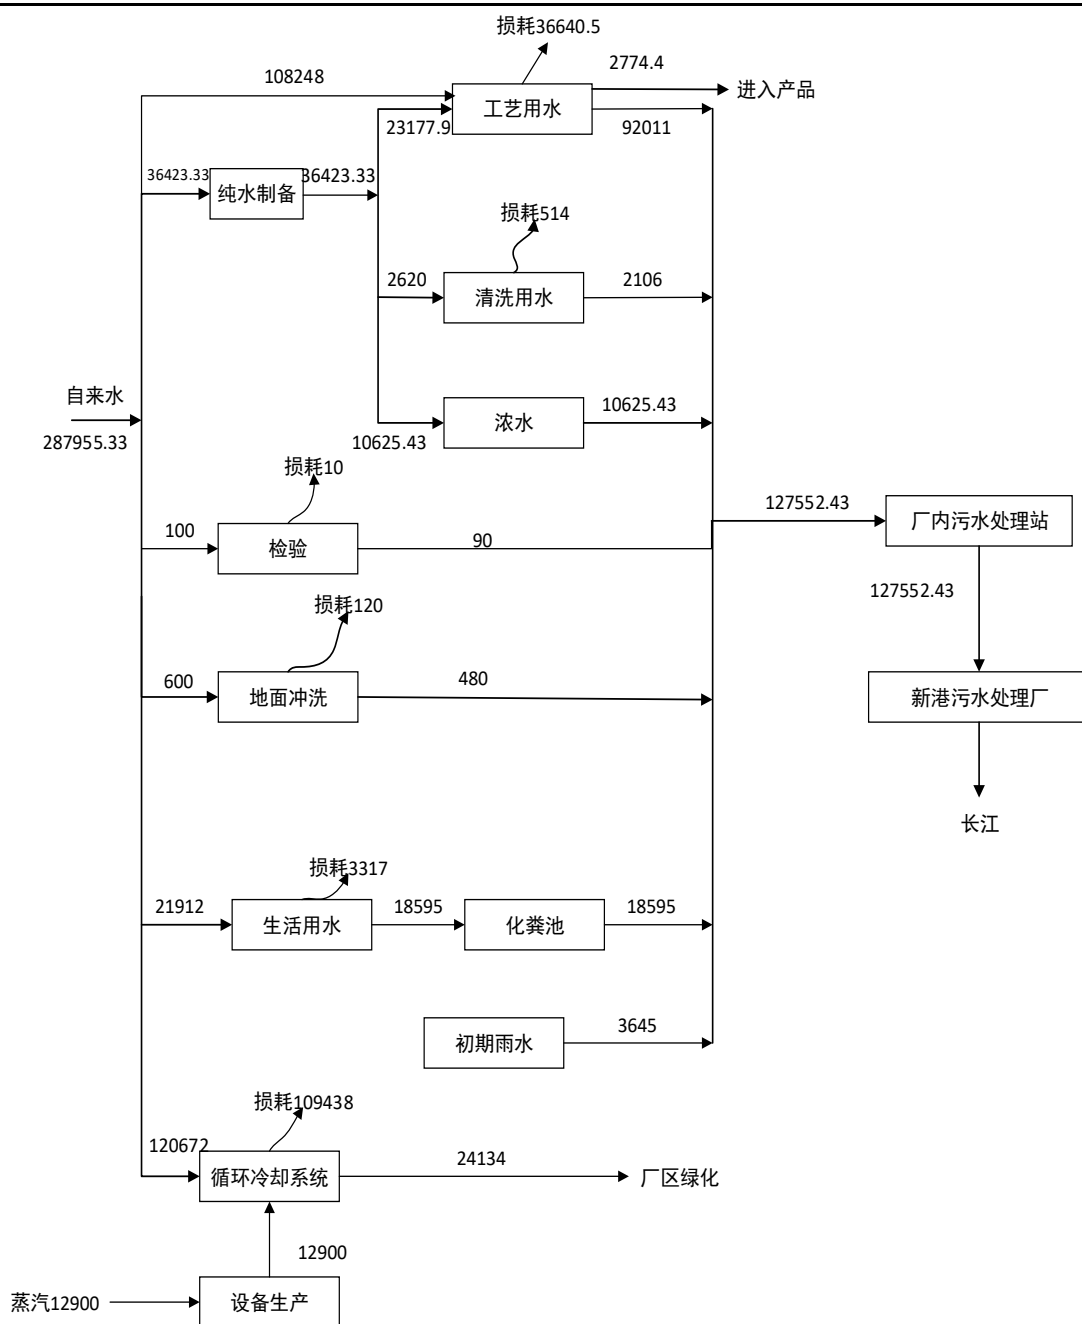 损耗36640.5
2774.4
108248
进入产品
工艺用水
23177.9
92011
36423.33
纯水制备
36423.33
损耗514
2620
清洗用水
2106
自来水
287955.33
10625.43
浓水
10625.43
损耗10
100
检验
90
127552.43
厂内污水处理站
127552.43
损耗120
600
地面冲洗
480
新港污水处理厂
长江
损耗3317
21912
生活用水
18595
化粪池
18595
初期雨水
3645
损耗109438
120672
循环冷却系统
24134
厂区绿化
12900
蒸汽12900
设备生产